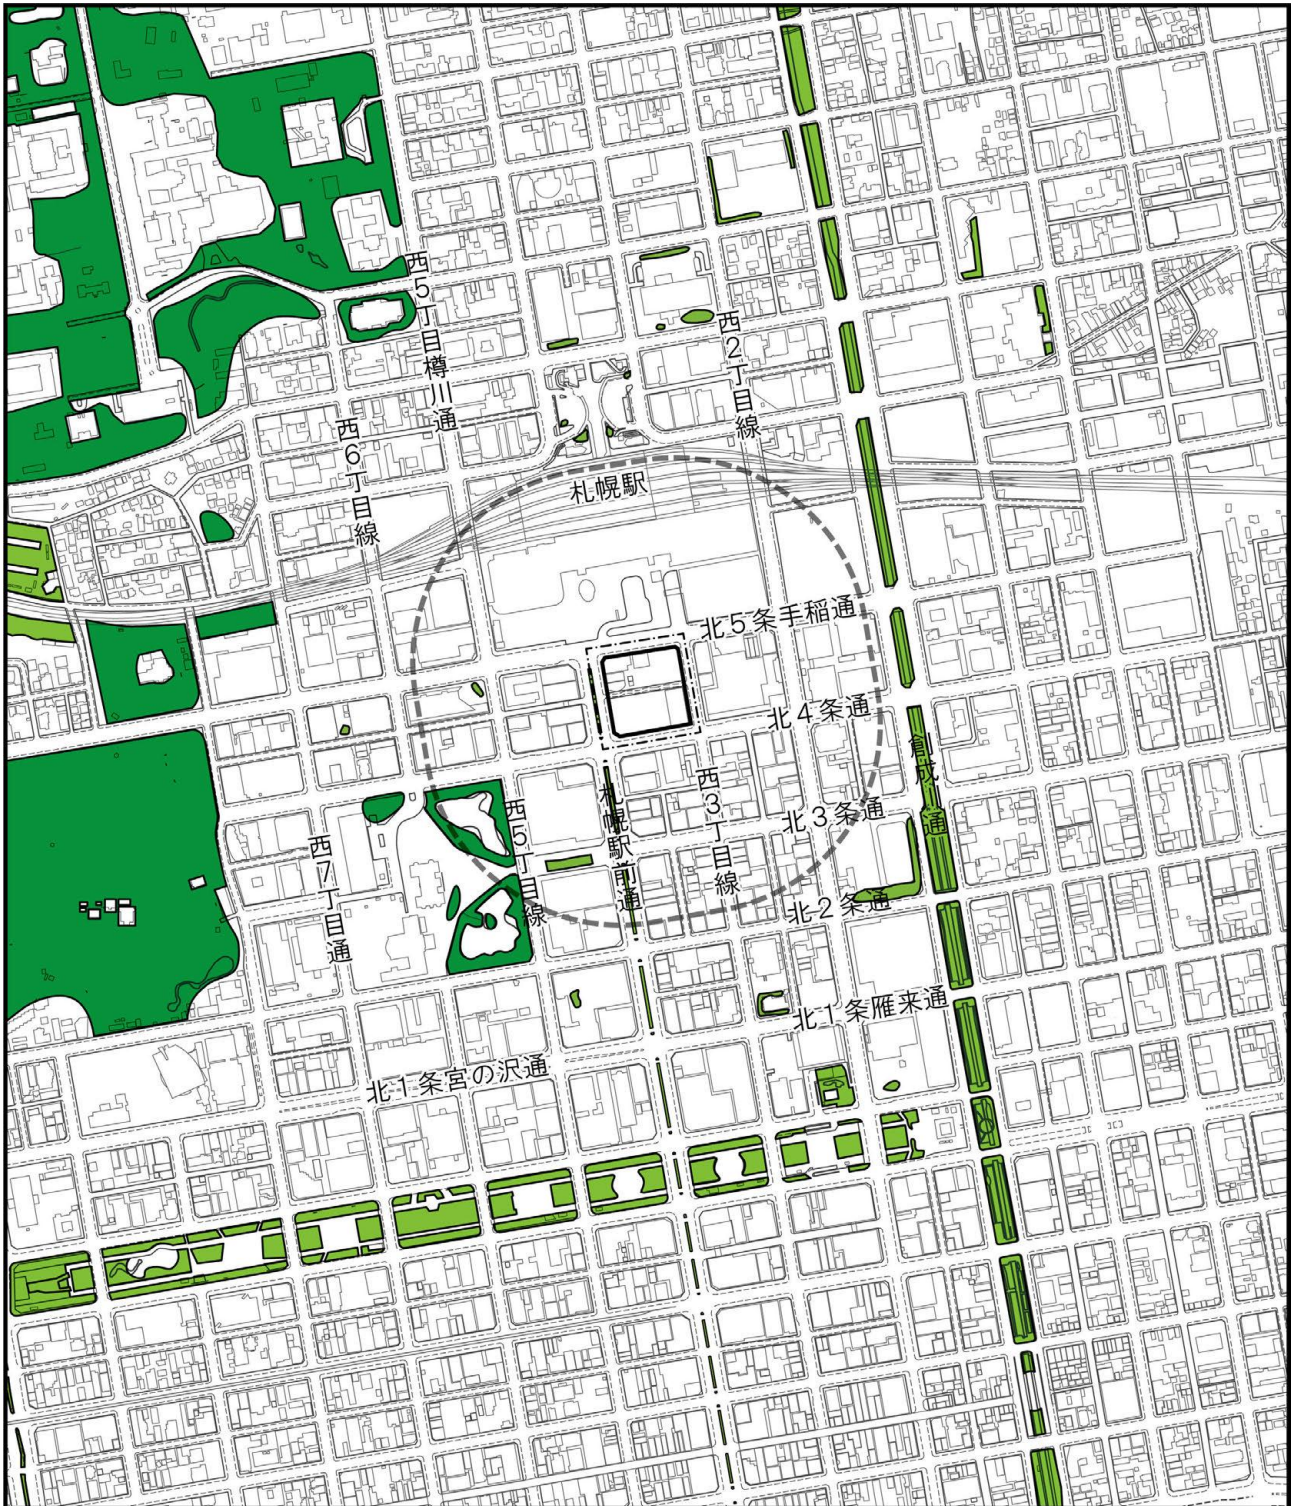 西5丁目樽川通
西2丁目線
西6丁目線
札幌駅
北5条手稲通
北4条通
創成通
西3丁目線
札幌駅前通
西5丁目線
北3条通
西7丁目通
北2条通
北1条雁来通
北1条宮の沢通